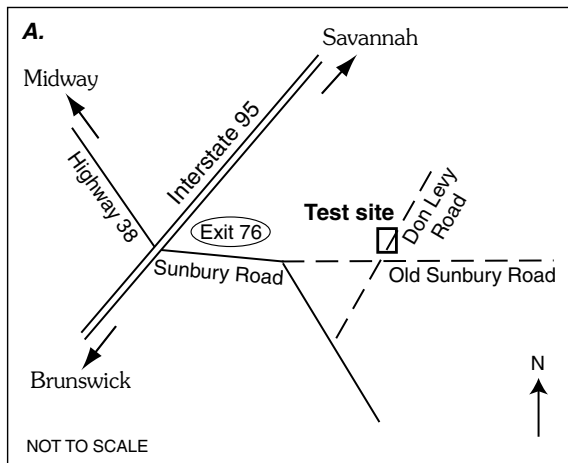 A.
Savannah
Midway
Interstate 95
Highway 38
Exit 76
Test site
Don Levy
Road
Sunbury Road
Old Sunbury Road
Brunswick
N
NOT TO SCALE